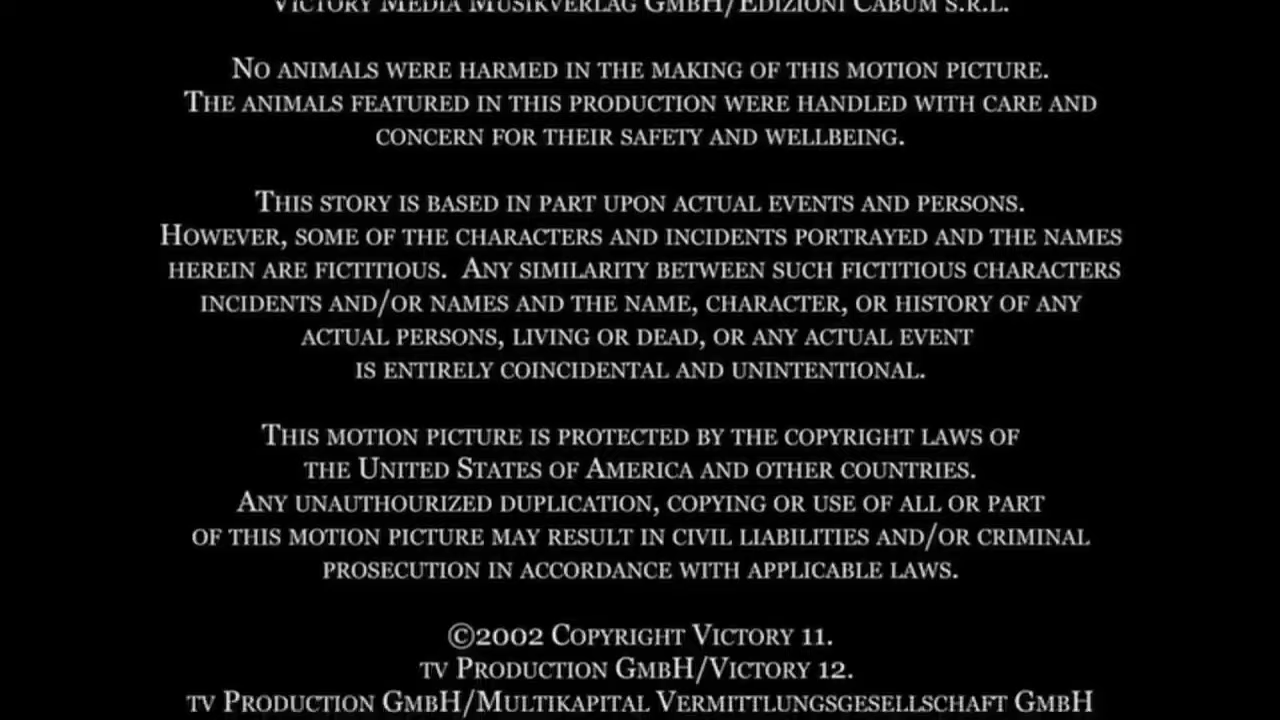 Victory Media Musikverlag GmbH/Edizioni Cabum s.r.l.
No animals were harmed in the making of this motion picture.
The animals featured in this production were handled with care and
concern for their safety and wellbeing.
This story is based in part upon actual events and persons.
However, some of the characters and incidents portrayed and the names
herein are fictitious.  Any similarity between such fictitious characters
incidents and/or names and the name, character, or history of any
actual persons, living or dead, or any actual event
is entirely coincidental and unintentional.
This motion picture is protected by the copyright laws of
the United States of America and other countries.
Any unauthourized duplication, copying or use of all or part
of this motion picture may result in civil liabilities and/or criminal
prosecution in accordance with applicable laws.
©2002 Copyright Victory 11.
tv Production GmbH/Victory 12.
tv Production GmbH/Multikapital Vermittlungsgesellschaft GmbH